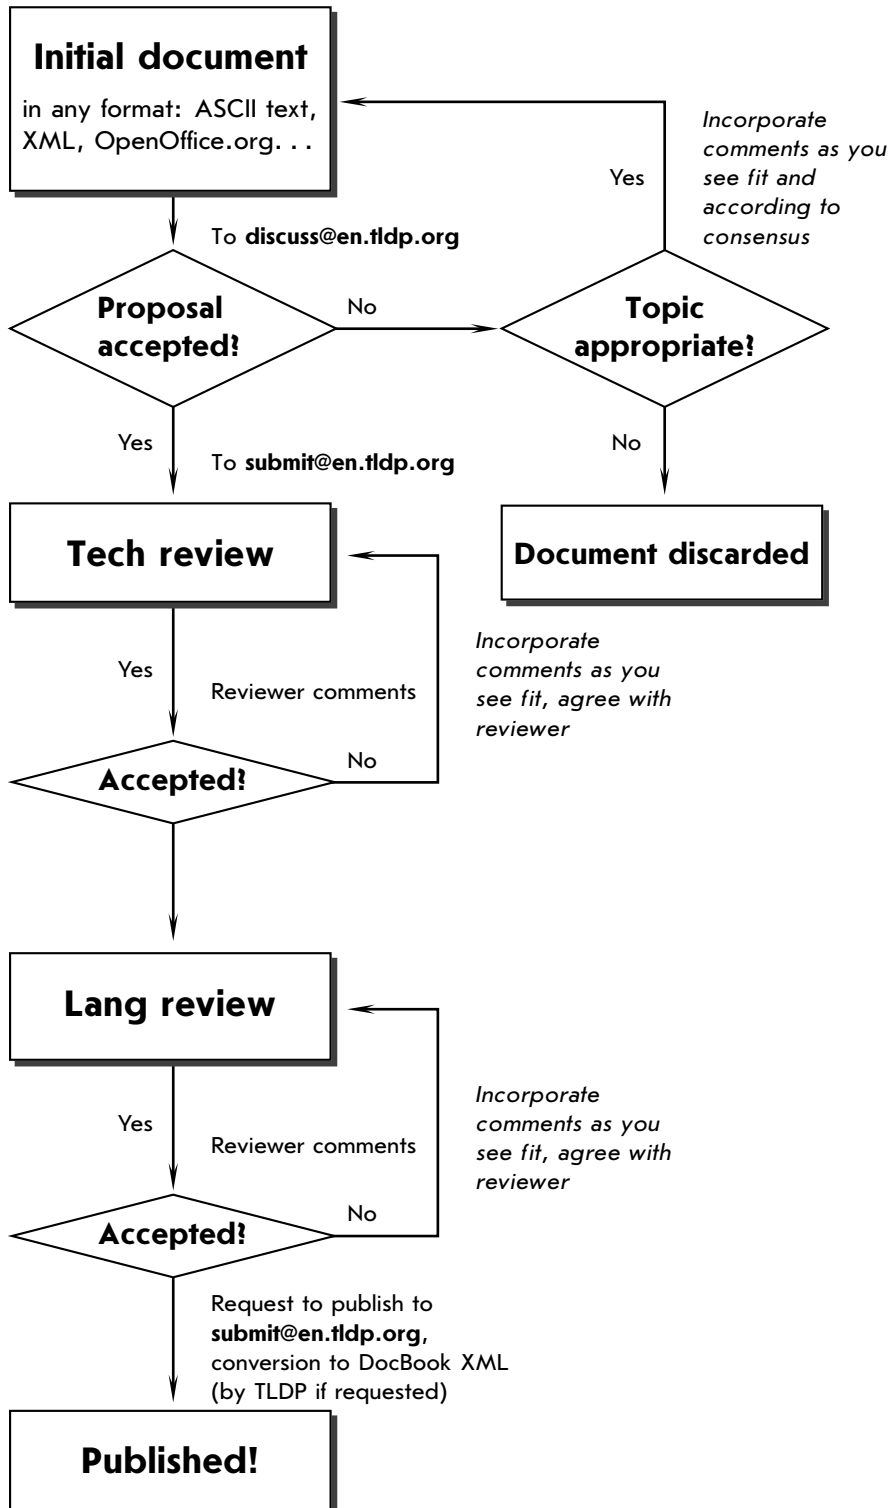 Initial document
in any format: ASCII text,
XML, OpenOffice.org. . .
Incorporate
comments as you
see fit and
according to
consensus
Yes
To discuss@en.tldp.org
Proposal
accepted?
No
Topic
appropriate?
Yes
To submit@en.tldp.org
No
Tech review
Document discarded
Yes
Reviewer comments
Incorporate
comments as you
see fit, agree with
reviewer
Accepted?
No
Lang review
Yes
Reviewer comments
Incorporate
comments as you
see fit, agree with
reviewer
Accepted?
No
Request to publish to
submit@en.tldp.org,
conversion to DocBook XML
(by TLDP if requested)
Published!